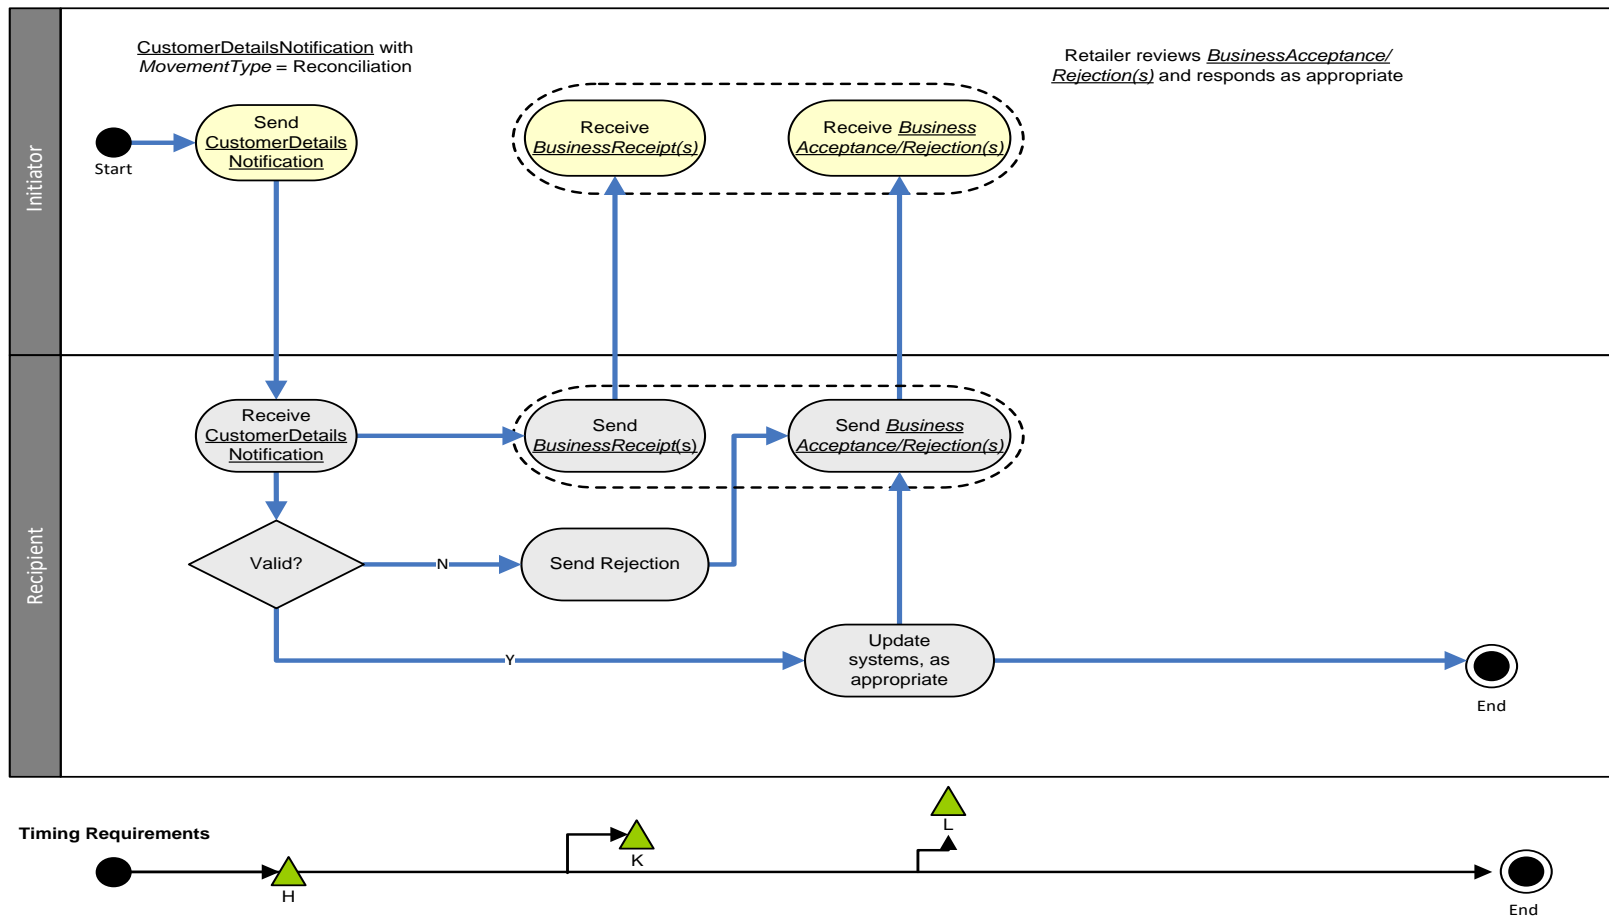 CustomerDetailsNotification with
MovementType = Reconciliation
Retailer reviews BusinessAcceptance/
Rejection(s) and responds as appropriate
Initiator
Start
Send
CustomerDetails
Notification
Receive
BusinessReceipt(s)
Receive Business
Acceptance/Rejection(s)
Recipient
Receive
CustomerDetails
Notification
Send
BusinessReceipt(s)
Send Business
Acceptance/Rejection(s)
Valid?
N
Send Rejection
Y
Update
systems, as
appropriate
End
Timing Requirements
H
K
L
End